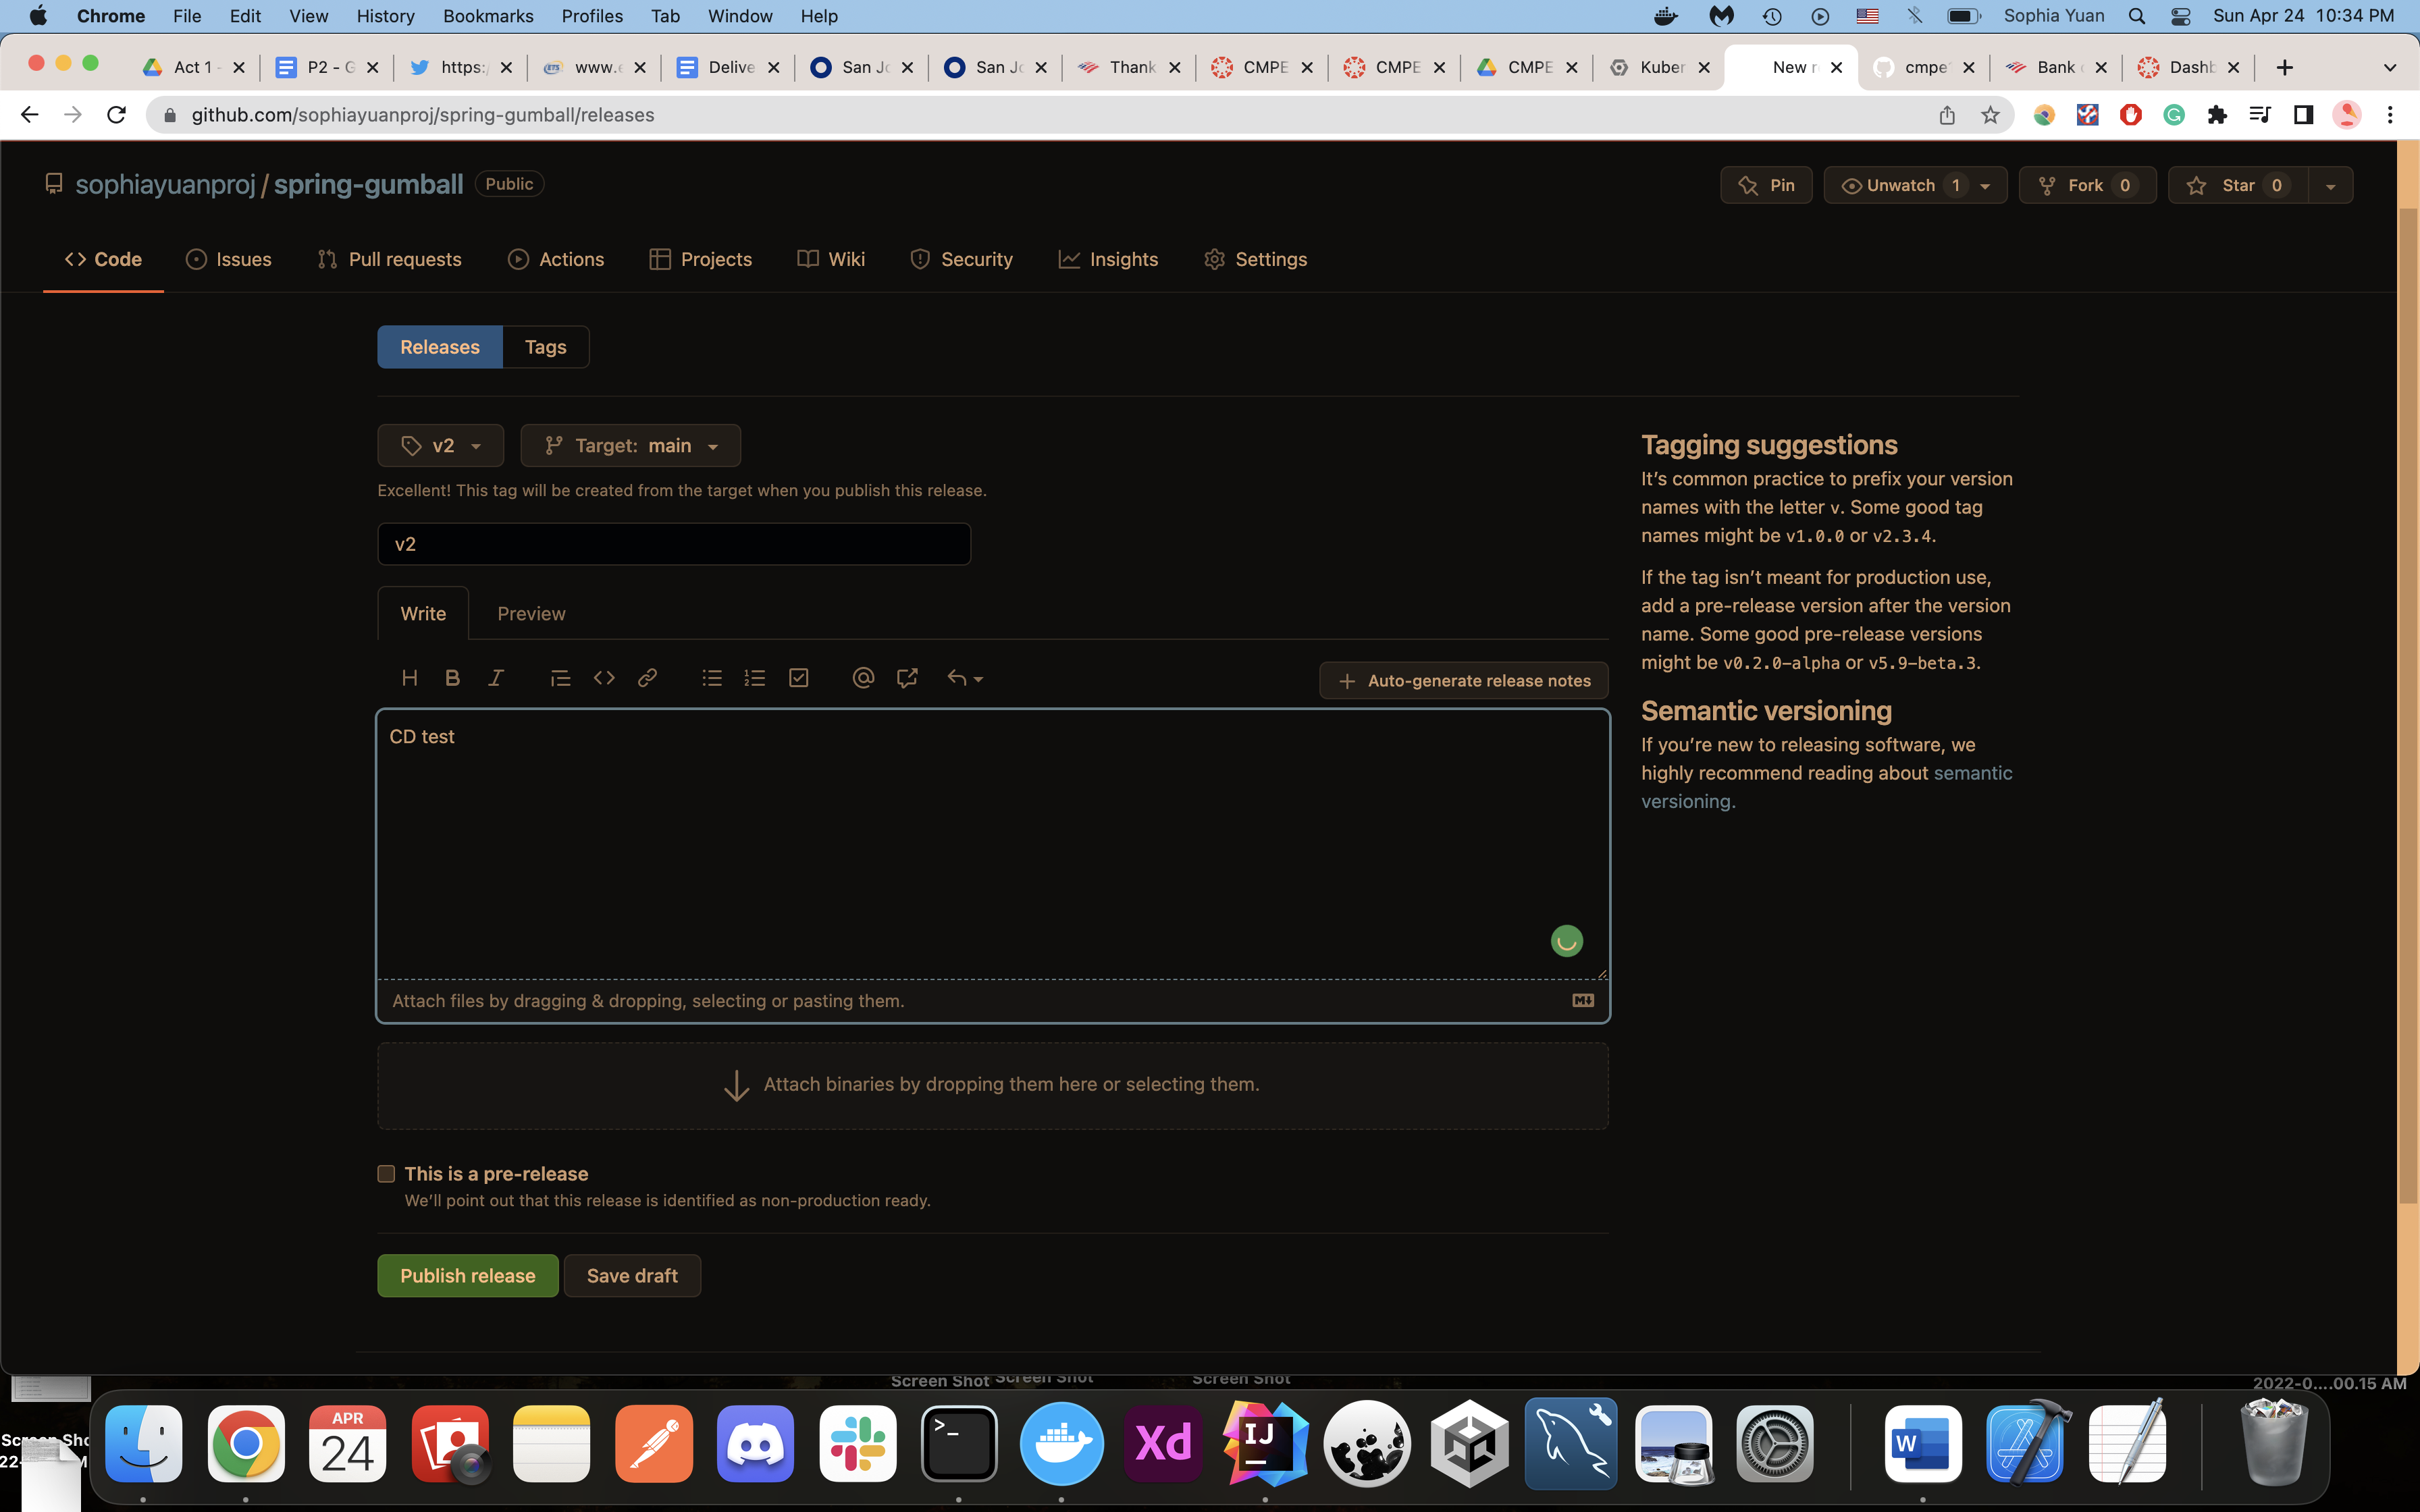 Chrome File Edit View History Bookmarks Profiles Tab Window Help Sophia Yuan Sun Apr 24 10:34 PM
Act 1 - P2 - G https: www.e Delive San Jo San Jo Thank CMPE CMPE CMPE Kuber New r cmpe Bank Dashb
github.com/sophiayuanproj/spring-gumball/releases
sophiayuanproj / spring-gumball Public Pin Unwatch 1 Fork 0 Star 0
Code Issues Pull requests Actions Projects Wiki Security Insights Settings
Releases Tags
v2 Target: main
Excellent! This tag will be created from the target when you publish this release.
v2
Write Preview
Auto-generate release notes
CD test
Attach files by dragging & dropping, selecting or pasting them.
Attach binaries by dropping them here or selecting them.
This is a pre-release
We'll point out that this release is identified as non-production ready.
Publish release Save draft
Tagging suggestions
It's common practice to prefix your version
names with the letter v. Some good tag
names might be v1.0.0 or v2.3.4.
If the tag isn't meant for production use,
add a pre-release version after the version
name. Some good pre-release versions
might be v0.2.0-alpha or v5.9-beta.3.
Semantic versioning
If you're new to releasing software, we
highly recommend reading about semantic
versioning.
Screen Shot Screen Shot Screen Shot
2022-0....00.15 AM
APR
24
Xd
IJ
W